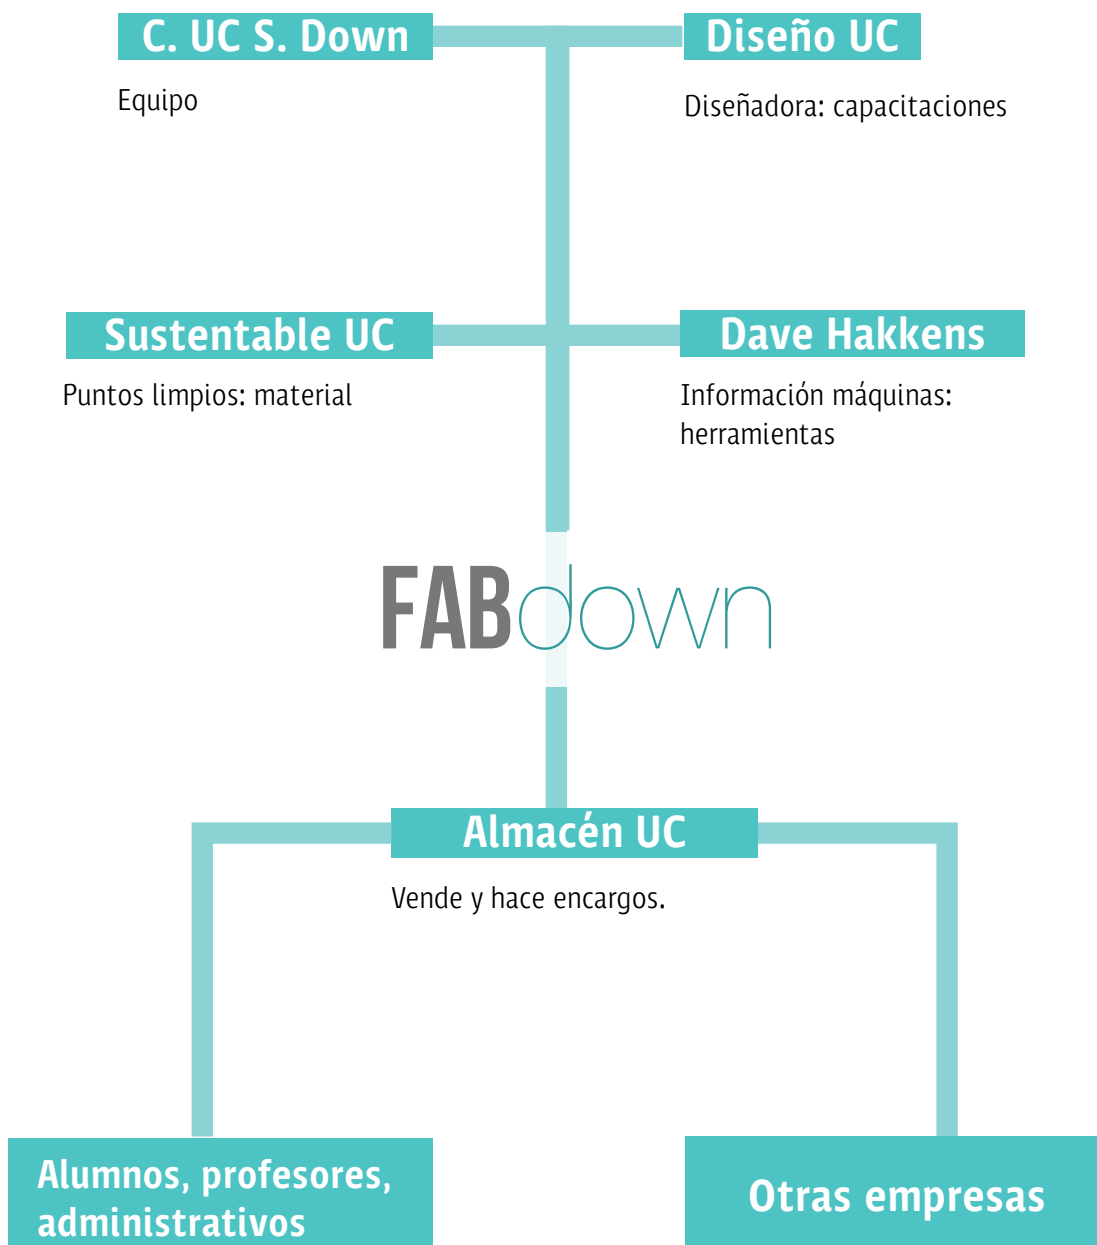 C. UC S. Down
Diseño UC
Equipo
Diseñadora: capacitaciones
Sustentable UC
Dave Hakkens
Puntos limpios: material
Información máquinas:
herramientas
FABdown
Almacén UC
Vende y hace encargos.
Alumnos, profesores,
administrativos
Otras empresas